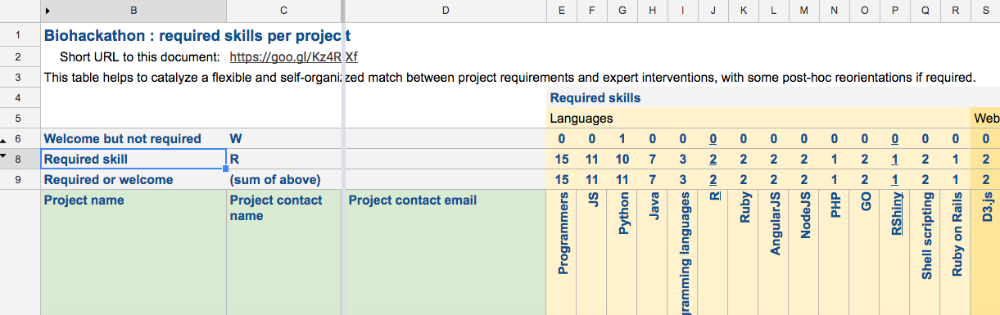 B C D E F G H I J K L M N O P Q R S
1 Biohackathon : required skills per project
2 Short URL to this document: https://goo.gl/Kz4RXf
3 This table helps to catalyze a flexible and self-organized match between project requirements and expert interventions, with some post-hoc reorientations if required.
4 Required skills
5 Languages Web
6 Welcome but not required W 0 0 1 0 0 0 0 0 0 0 0 0 0 0 0
8 Required skill R 15 11 10 7 3 2 2 2 2 1 2 1 2 1 2
9 Required or welcome (sum of above) 15 11 11 7 3 2 2 2 2 1 2 1 2 1 2
Project name
Project contact name
Project contact email
Programmers
JS
Python
Java
languages
R
Ruby
AngularJS
NodeJS
PHP
GO
RShiny
Shell scripting
Ruby on Rails
D3.js